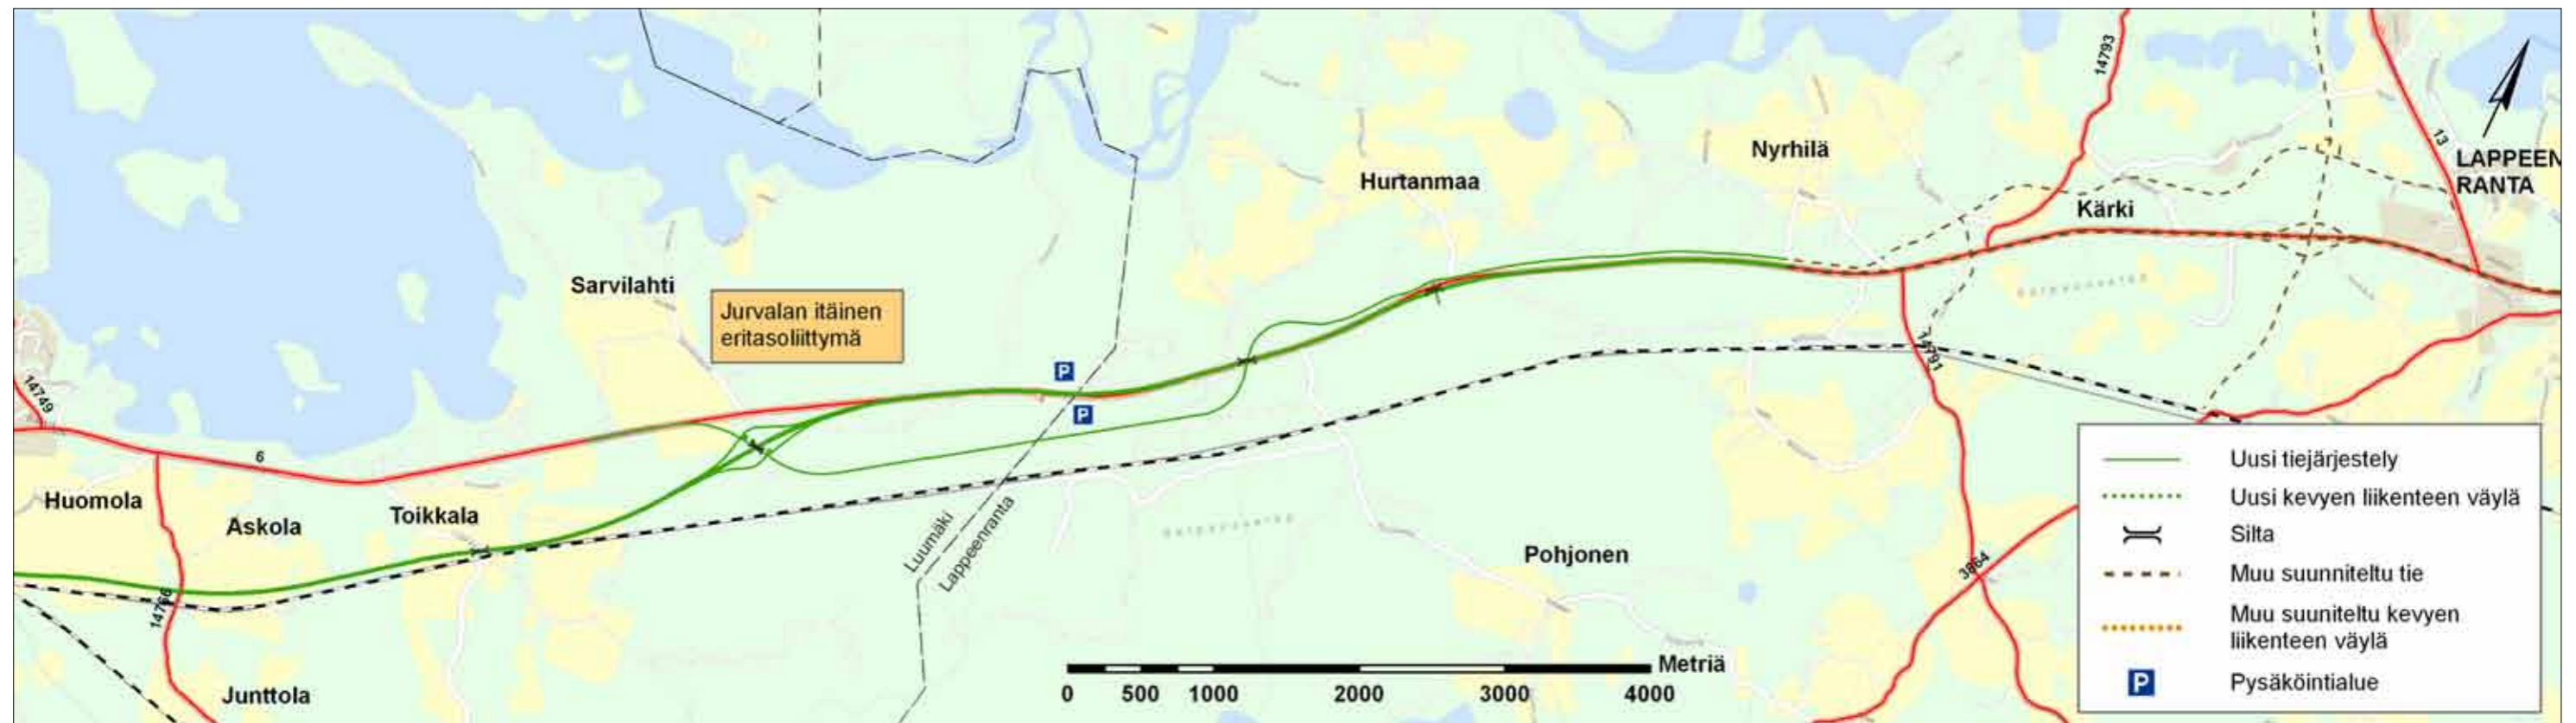 14793
13
LAPPEEN
RANTA
Nyrhilä
Hurtanmaa
Kärki
Sarvilahti
Jurvalan itäinen
eritasoliittymä
P
P
14749
6
14791
Huomola
Askola
Toikkala
Luumäki
Lappeenranta
Pohjonen
3864
14766
Junttola
Metriä
0 500 1000 2000 3000 4000
Uusi tiejärjestely
Uusi kevyen liikenteen väylä
Silta
Muu suunniteltu tie
Muu suuniteltu kevyen
liikenteen väylä
P Pysäköintialue